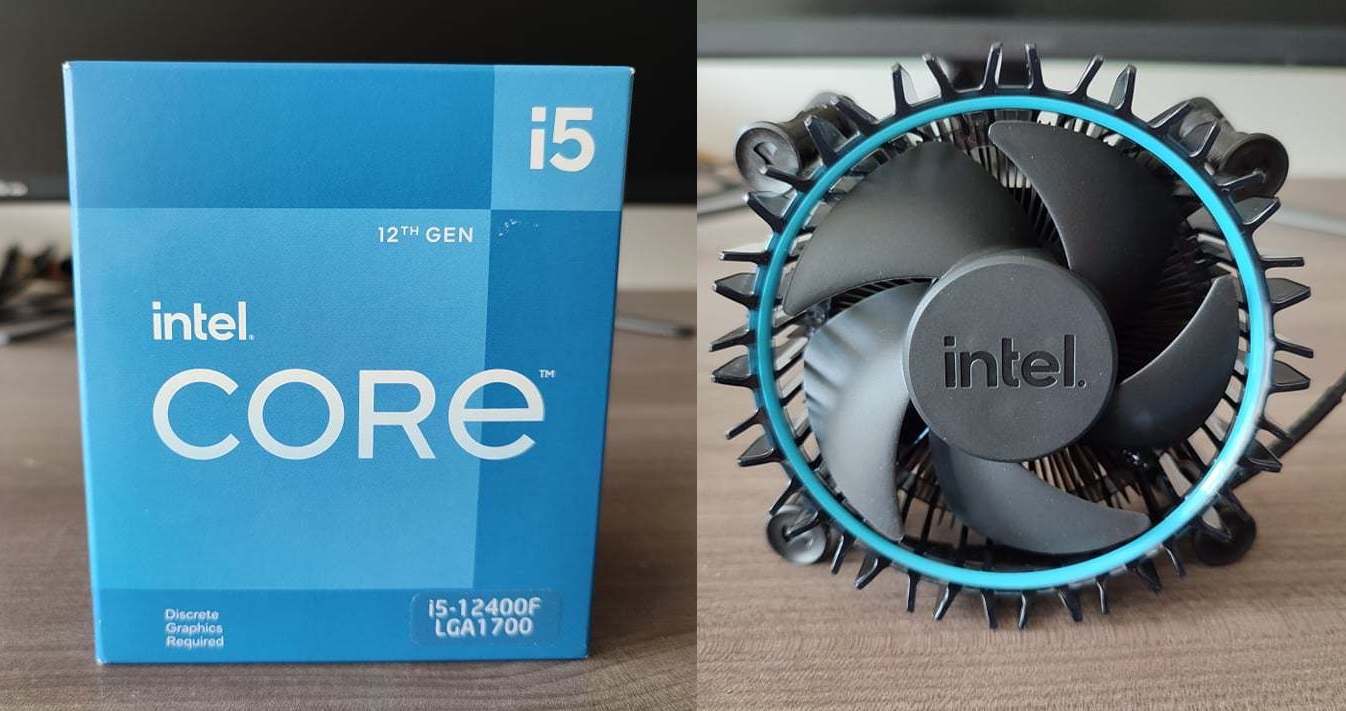 i5
12TH GEN
intel.
CORE™
Discrete
Graphics
Required
i5-12400F
LGA1700
intel.